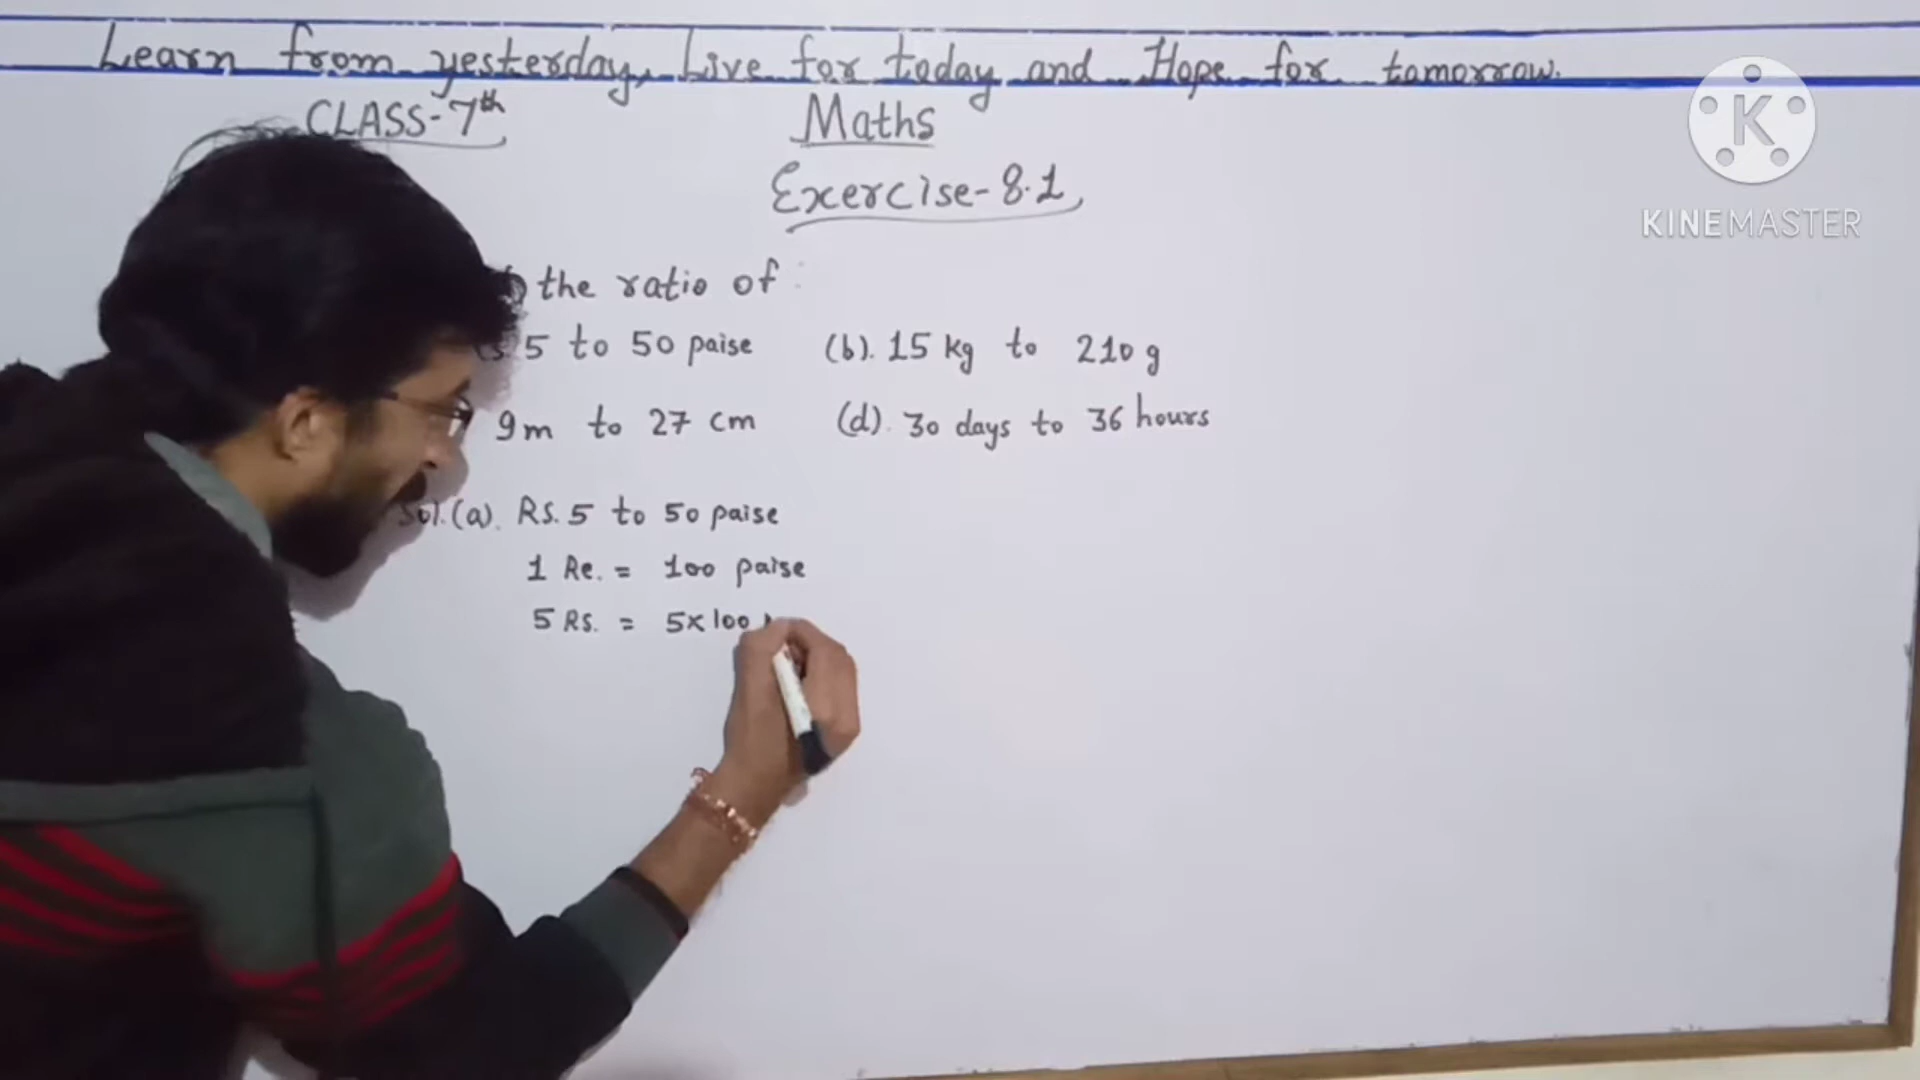 Learn from yesterday, Live for today and Hope for tomorrow.
CLASS-7th Maths
Exercise-8.1
the ratio of :
5 to 50 paise (b). 15 kg to 210 g
9m to 27 cm (d). 30 days to 36 hours
Sol.(a). Rs. 5 to 50 paise
1 Re. = 100 paise
5 Rs. = 5x100
K
KINEMASTER